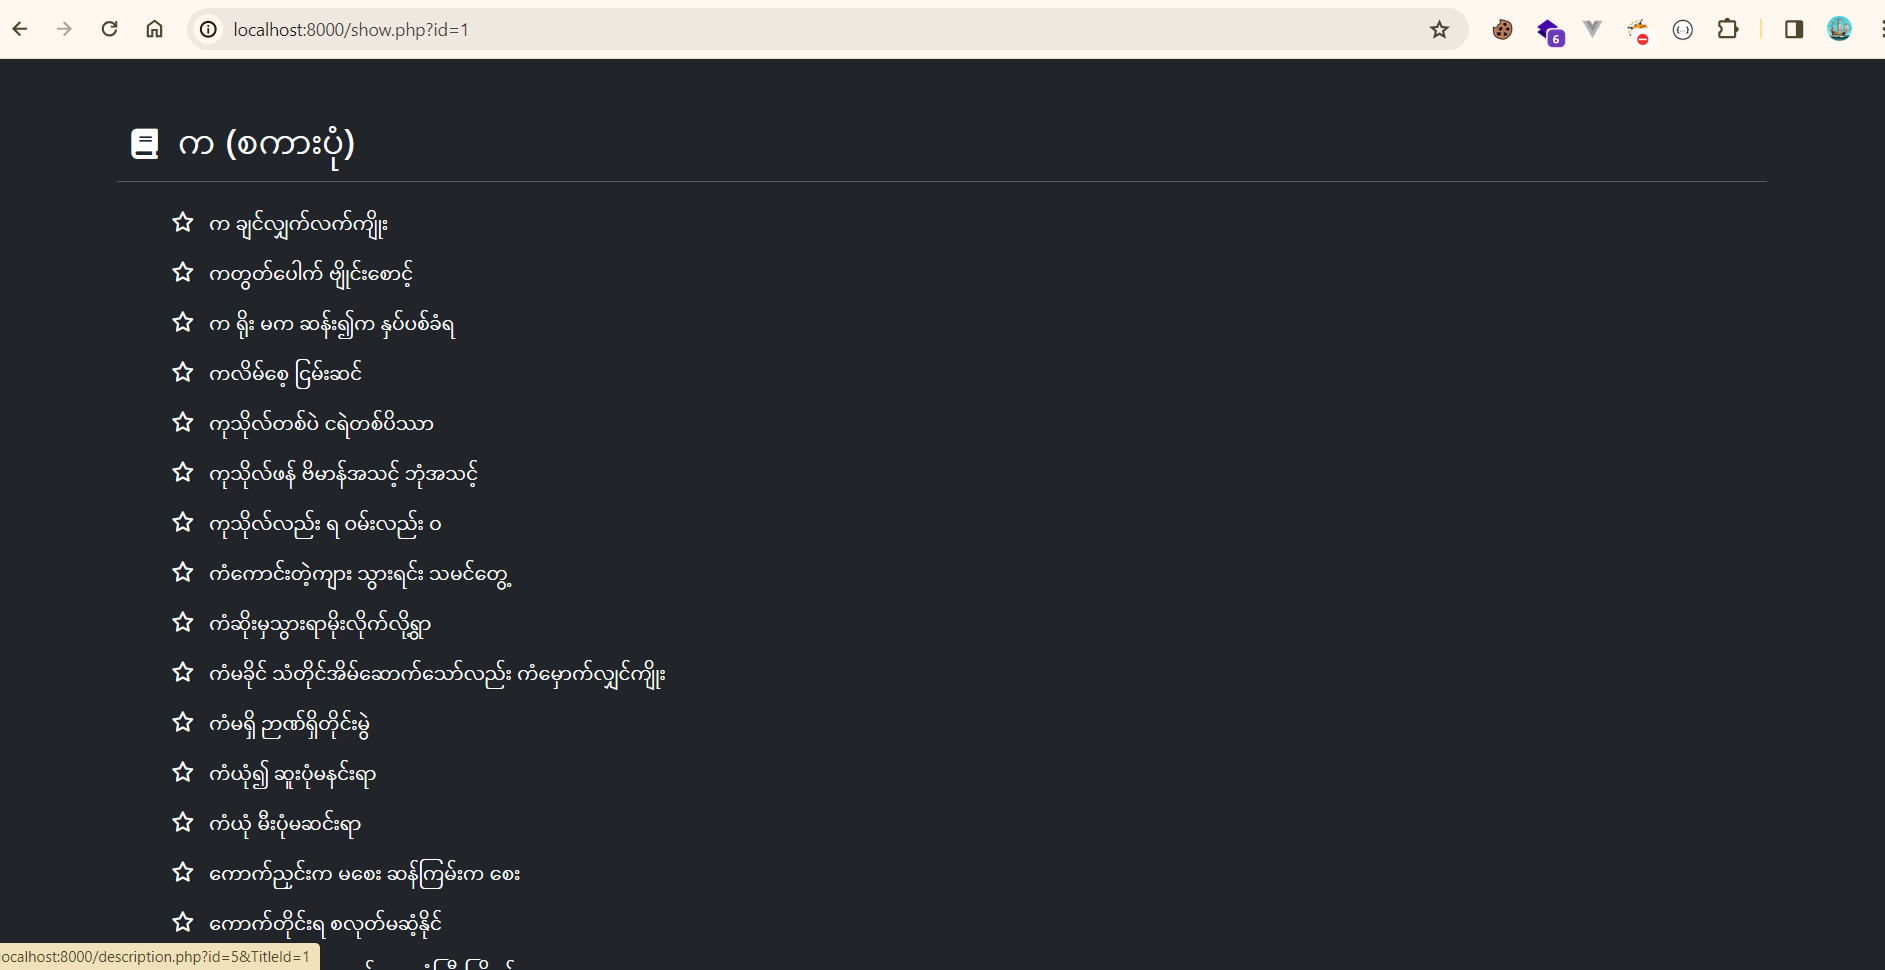 localhost:8000/show.php?id=1
6
က (စကားပုံ)
က ချင်လျှက်လက်ကျိုး
ကတွတ်ပေါက် ဗျိုင်းစောင့်
က ရိုး မက ဆန်း၍က နှပ်ပစ်ခံရ
ကလိမ်စေ့ ငြမ်းဆင်
ကုသိုလ်တစ်ပဲ ငရဲတစ်ပိဿာ
ကုသိုလ်ဖန် ဗိမာန်အသင့် ဘုံအသင့်
ကုသိုလ်လည်း ရ ဝမ်းလည်း ဝ
ကံကောင်းတဲ့ကျား သွားရင်း သမင်တွေ့
ကံဆိုးမှသွားရာမိုးလိုက်လို့ရွာ
ကံမခိုင် သံတိုင်အိမ်ဆောက်သော်လည်း ကံမှောက်လျှင်ကျိုး
ကံမရှိ ဉာဏ်ရှိတိုင်းမွဲ
ကံယုံ၍ ဆူးပုံမနင်းရာ
ကံယုံ မီးပုံမဆင်းရာ
ကောက်ညှင်းက မစေး ဆန်ကြမ်းက စေး
ကောက်တိုင်းရ စလုတ်မဆံ့နိုင်
ocalhost:8000/description.php?id=5&TitleId=1